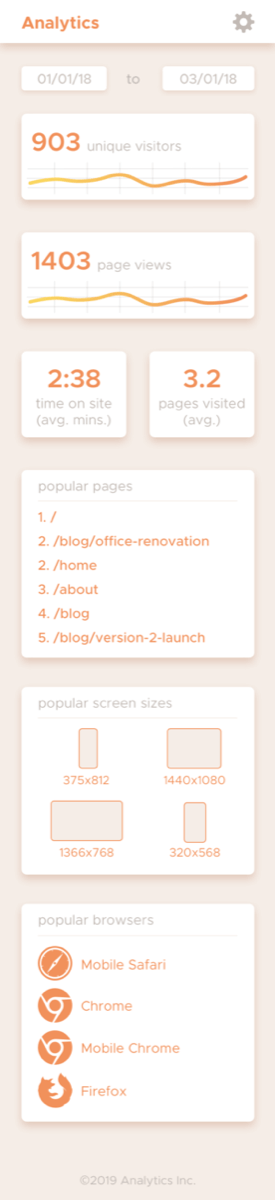 Analytics
01/01/18 to 03/01/18
903 unique visitors
1403 page views
2:38
time on site
(avg. mins.)
3.2
pages visited
(avg.)
popular pages
1. /
2. /blog/office-renovation
2. /home
3. /about
4. /blog
5. /blog/version-2-launch
popular screen sizes
375x812
1440x1080
1366x768
320x568
popular browsers
Mobile Safari
Chrome
Mobile Chrome
Firefox
©2019 Analytics Inc.